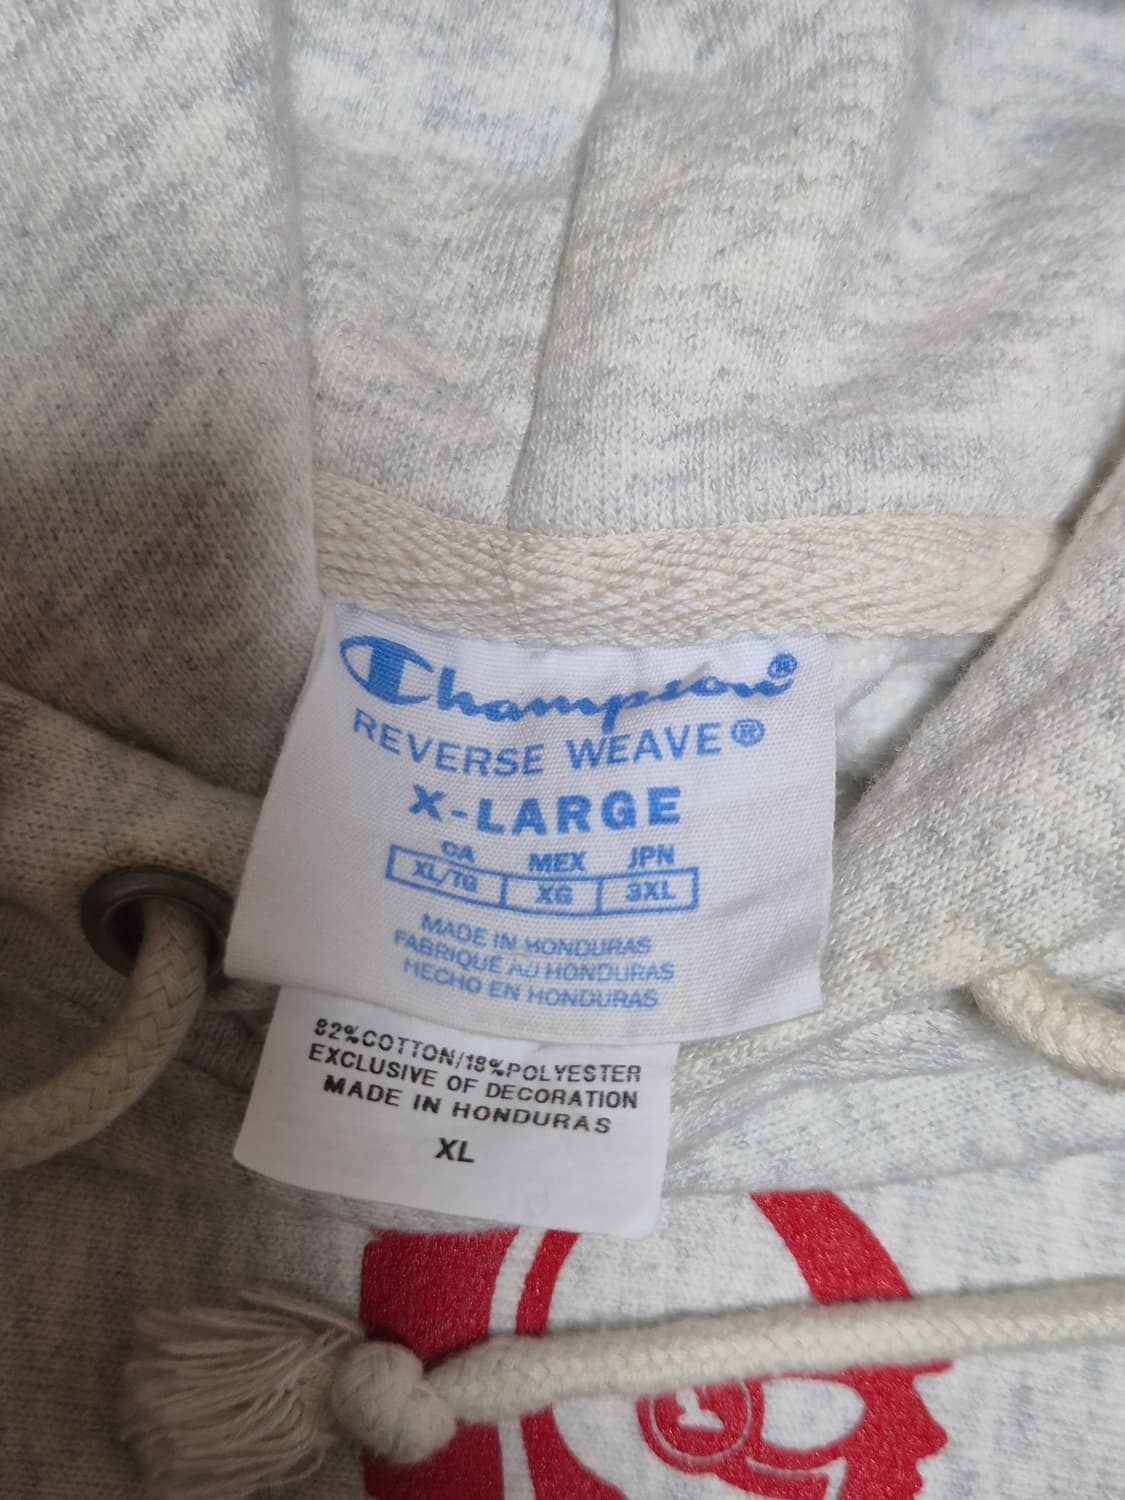 Champion®
REVERSE WEAVE®
X-LARGE
CA MEX JPN
XL/TG XG 3XL
MADE IN HONDURAS
FABRIQUÉ AU HONDURAS
HECHO EN HONDURAS
82%COTTON/18%POLYESTER
EXCLUSIVE OF DECORATION
MADE IN HONDURAS
XL